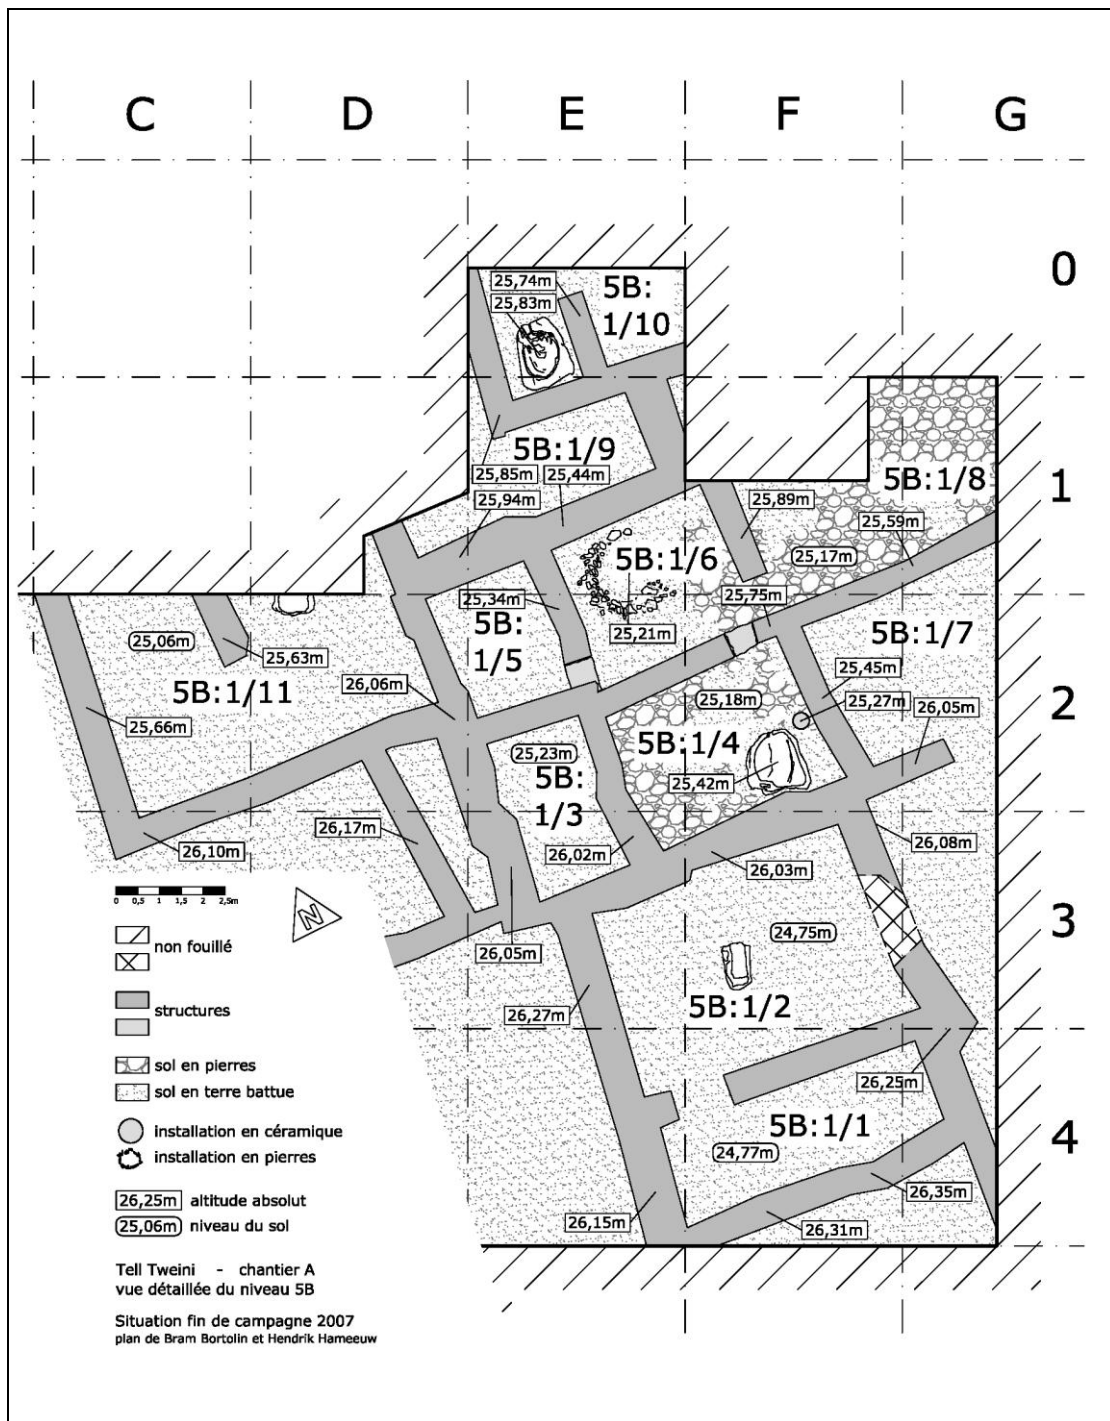 C D E F G
0
25,74m
25,83m
5B:
1/10
5B:1/9
25,85m 25,44m
25,94m
5B:1/8
1
25,89m
25,59m
5B:1/6
25,17m
25,34m
25,75m
5B:
1/5
25,21m
5B:1/7
25,06m
25,63m
5B:1/11
26,06m
25,66m
25,18m
25,45m
25,27m
26,05m
2
5B:1/4
25,23m
5B:
1/3
25,42m
26,17m
26,10m
26,02m
26,03m
26,08m
0 0,5 1,5 2 2,5m
N
3
non fouillé
24,75m
26,05m
structures
26,27m
5B:1/2
sol en pierres
sol en terre battue
26,25m
installation en céramique
installation en pierres
5B:1/1
4
24,77m
26,25m altitude absolut
25,06m niveau du sol
26,35m
26,15m
26,31m
Tell Tweini - chantier A
vue détaillée du niveau 5B
Situation fin de campagne 2007
plan de Bram Bortolin et Hendrik Hameeuw